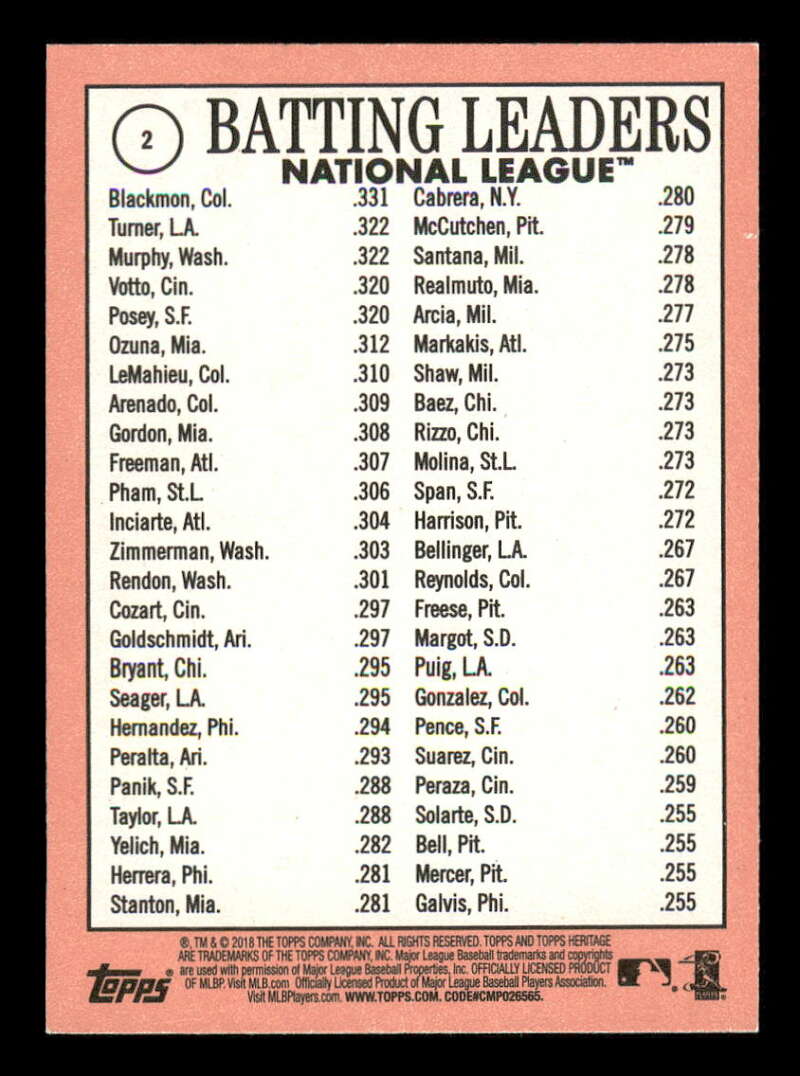 2
BATTING LEADERS
NATIONAL LEAGUE™
Blackmon, Col. .331
Turner, L.A. .322
Murphy, Wash. .322
Votto, Cin. .320
Posey, S.F. .320
Ozuna, Mia. .312
LeMahieu, Col. .310
Arenado, Col. .309
Gordon, Mia. .308
Freeman, Atl. .307
Pham, St.L. .306
Inciarte, Atl. .304
Zimmerman, Wash. .303
Rendon, Wash. .301
Cozart, Cin. .297
Goldschmidt, Ari. .297
Bryant, Chi. .295
Seager, L.A. .295
Hernandez, Phi. .294
Peralta, Ari. .293
Panik, S.F. .288
Taylor, L.A. .288
Yelich, Mia. .282
Herrera, Phi. .281
Stanton, Mia. .281
Cabrera, N.Y. .280
McCutchen, Pit. .279
Santana, Mil. .278
Realmuto, Mia. .278
Arcia, Mil. .277
Markakis, Atl. .275
Shaw, Mil. .273
Baez, Chi. .273
Rizzo, Chi. .273
Molina, St.L. .273
Span, S.F. .272
Harrison, Pit. .272
Bellinger, L.A. .267
Reynolds, Col. .267
Freese, Pit. .263
Margot, S.D. .263
Puig, L.A. .263
Gonzalez, Col. .262
Pence, S.F. .260
Suarez, Cin. .260
Peraza, Cin. .259
Solarte, S.D. .255
Bell, Pit. .255
Mercer, Pit. .255
Galvis, Phi. .255
®, TM & © 2018 THE TOPPS COMPANY, INC. ALL RIGHTS RESERVED. TOPPS AND TOPPS HERITAGE
ARE TRADEMARKS OF THE TOPPS COMPANY, INC. Major League Baseball trademarks and copyrights
are used with permission of Major League Baseball Properties, Inc. OFFICIALLY LICENSED PRODUCT
OF MLBP. Visit MLB.com Officially Licensed Product of Major League Baseball Players Association.
Visit MLBPlayers.com. WWW.TOPPS.COM. CODE#CMP026565.
topps®